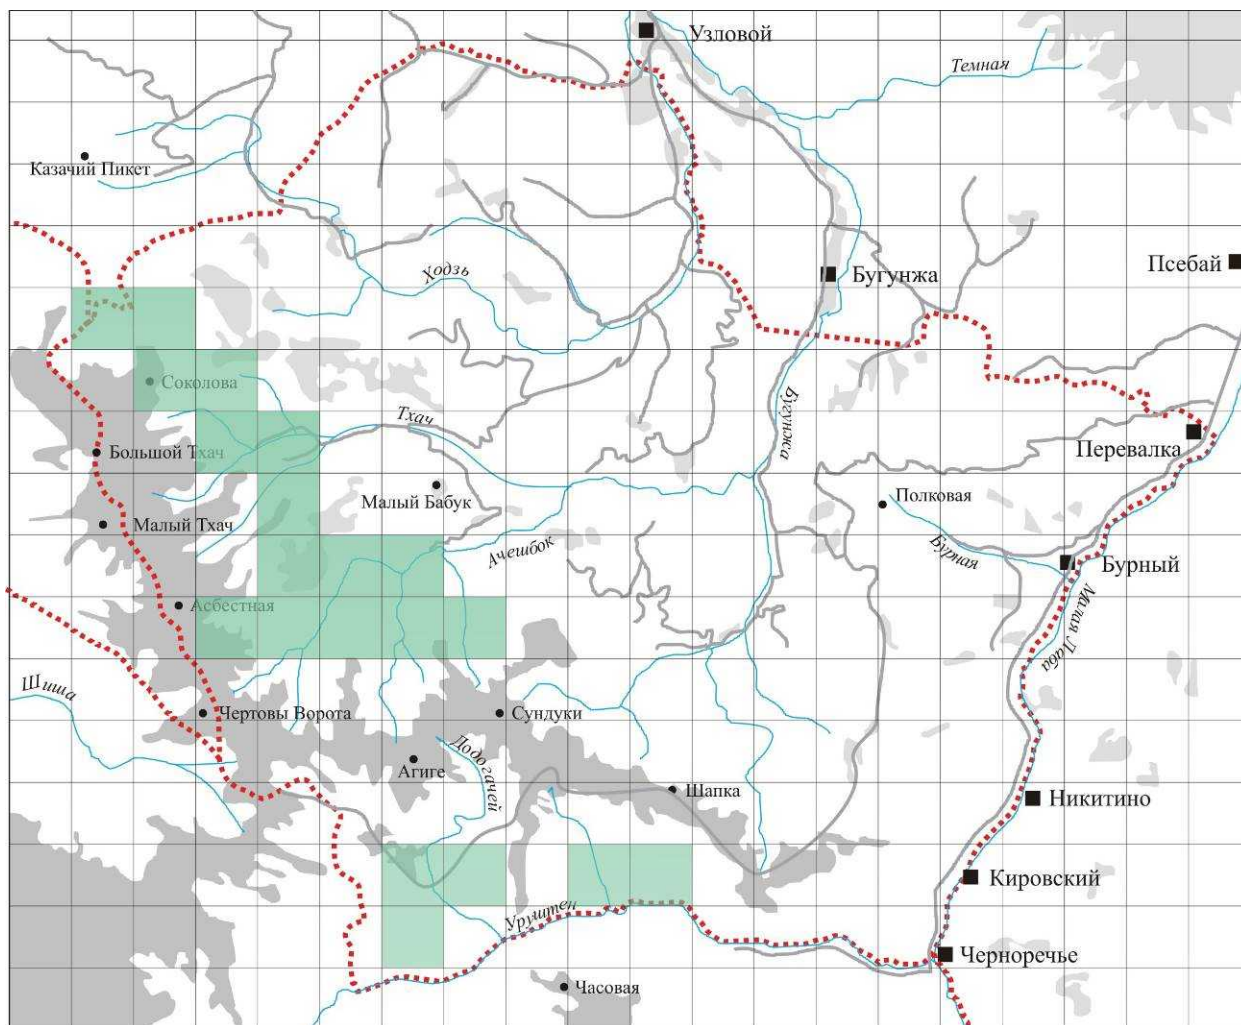 Узловой
Темная
Казачий Пикет
Псебай
Ходзь
Бугунжа
Соколова
Тхач
Бугунжа
Перевалка
Большой Тхач
Малый Бабук
Полковая
Малый Тхач
Ачешбок
Бурная
Бурный
Асбестная
Малая Лаба
Шиша
Чертовы Ворота
Сундуки
Додогачей
Агиге
Шапка
Никитино
Кировский
Уруштен
Черноречье
Часовая